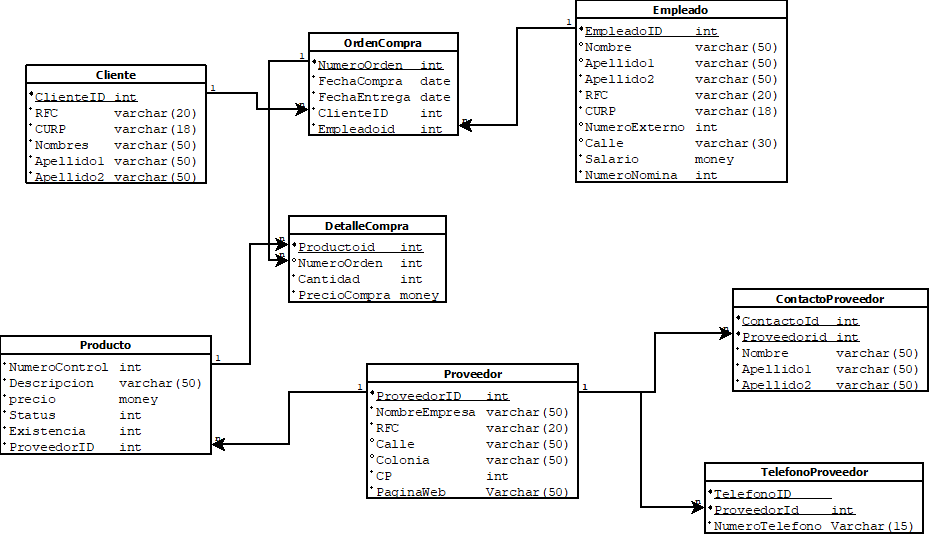 Empleado
EmpleadoID int
Nombre varchar(50)
Apellido1 varchar(50)
Apellido2 varchar(50)
RFC varchar(20)
CURP varchar(18)
NumeroExterno int
Calle varchar(30)
Salario money
NumeroNomina int
1
OrdenCompra
NumeroOrden int
FechaCompra date
FechaEntrega date
ClienteID int
Empleadoid int
1
n
n
Cliente
ClienteID int
RFC varchar(20)
CURP varchar(18)
Nombres varchar(50)
Apellido1 varchar(50)
Apellido2 varchar(50)
1
DetalleCompra
Productoid int
NumeroOrden int
Cantidad int
PrecioCompra money
n
n
ContactoProveedor
ContactoId int
Proveedorid int
Nombre varchar(50)
Apellido1 varchar(50)
Apellido2 varchar(50)
n
Producto
NumeroControl int
Descripcion varchar(50)
precio money
Status int
Existencia int
ProveedorID int
1
n
Proveedor
ProveedorID int
NombreEmpresa varchar(50)
RFC varchar(20)
Calle varchar(50)
Colonia varchar(50)
CP int
PaginaWeb Varchar(50)
1
1
TelefonoProveedor
TelefonoID
ProveedorId int
NumeroTelefono Varchar(15)
n